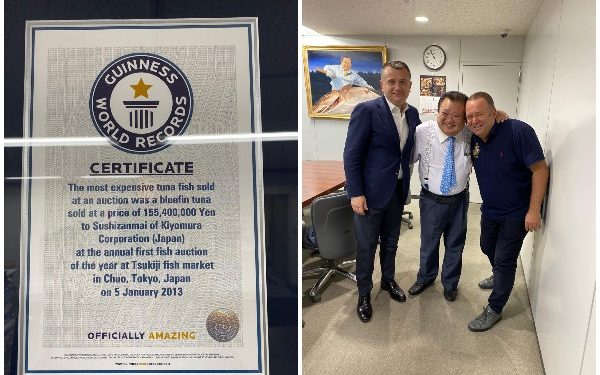 GUINNESS
WORLD RECORDS
CERTIFICATE
The most expensive tuna fish sold
at an auction was a bluefin tuna
sold at a price of 155,400,000 Yen
to Sushizanmai of Kiyomura
Corporation (Japan)
at the annual first fish auction
of the year at Tsukiji fish market
in Chuo, Tokyo, Japan
on 5 January 2013
OFFICIALLY AMAZING